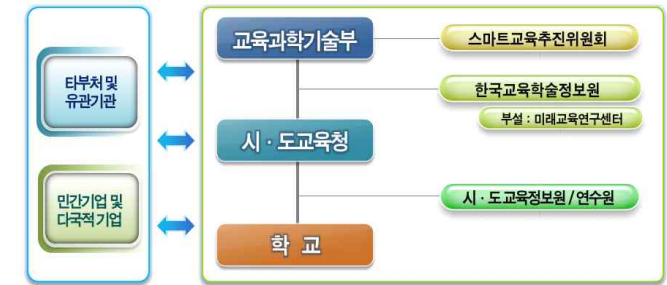 타부처 및
유관기관
민간기업 및
다국적 기업
교육과학기술부
스마트교육추진위원회
한국교육학술정보원
부설 : 미래교육연구센터
시 · 도교육청
시 · 도교육정보원 / 연수원
학 교